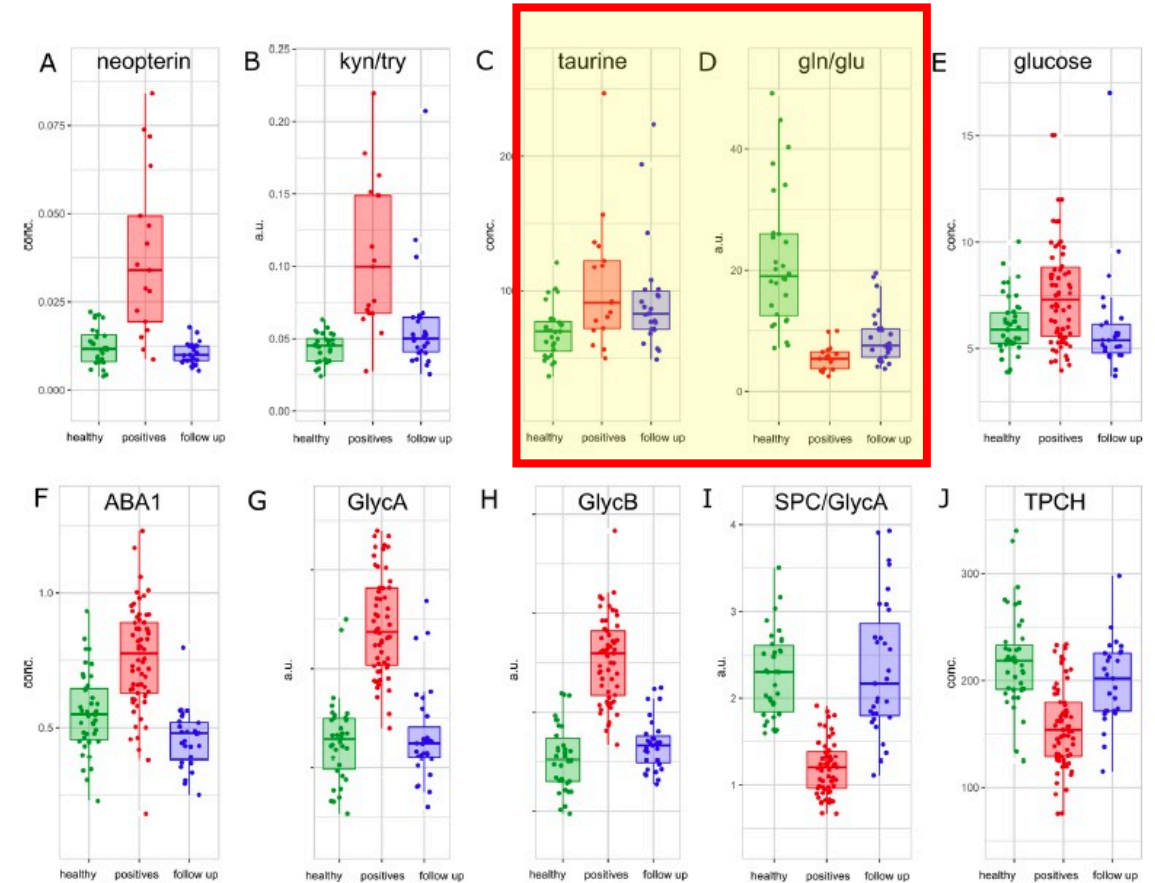 A neopterin
0.075
0.050
0.025
0.000
conc.
healthy positives follow up
B kyn/try
0.25
0.20
0.15
0.10
0.05
0.00
a.u.
healthy positives follow up
C taurine
20
10
conc.
healthy positives follow up
D gln/glu
40
20
0
a.u.
healthy positives follow up
E glucose
15
10
5
conc.
healthy positives follow up
F ABA1
1.0
0.5
conc.
healthy positives follow up
G GlycA
a.u.
healthy positives follow up
H GlycB
a.u.
healthy positives follow up
I SPC/GlycA
4
3
2
1
a.u.
healthy positives follow up
J TPCH
300
200
100
conc.
healthy positives follow up